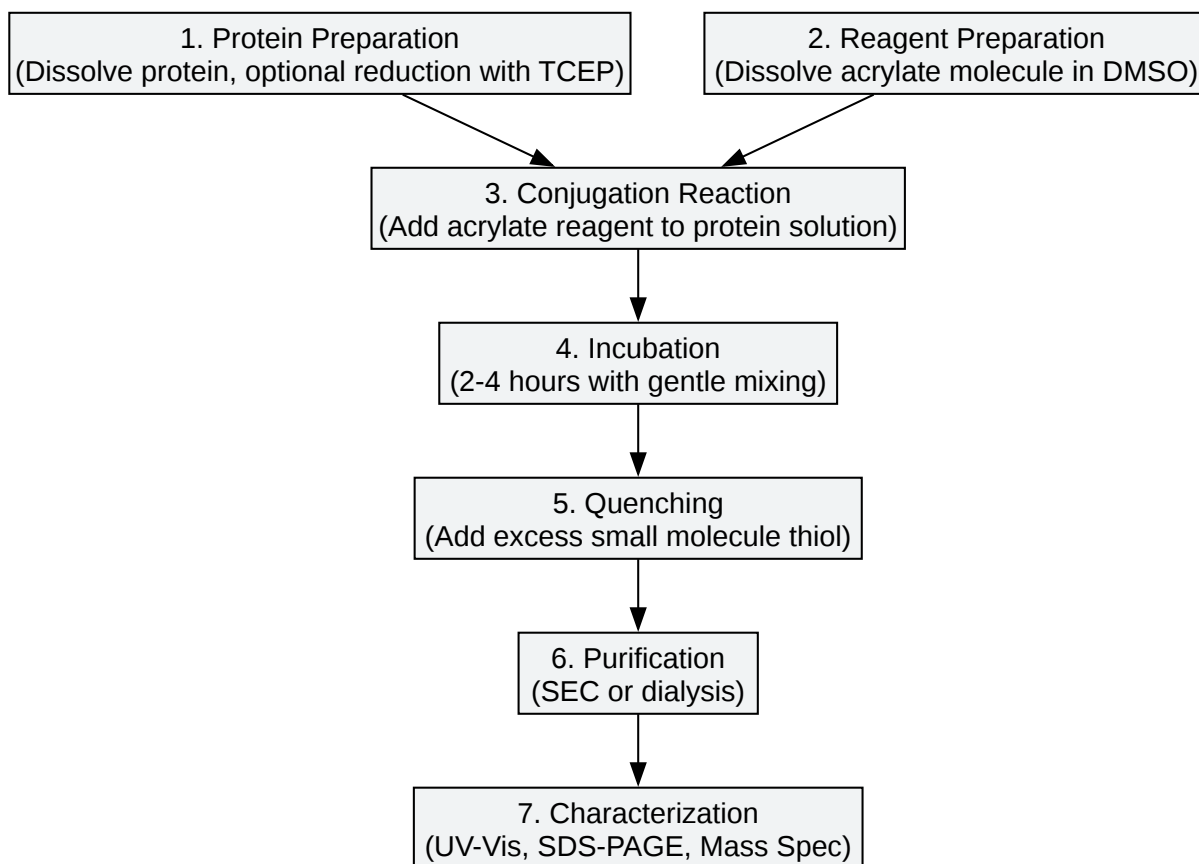 1. Protein Preparation
(Dissolve protein, optional reduction with TCEP)
2. Reagent Preparation
(Dissolve acrylate molecule in DMSO)
3. Conjugation Reaction
(Add acrylate reagent to protein solution)
4. Incubation
(2-4 hours with gentle mixing)
5. Quenching
(Add excess small molecule thiol)
6. Purification
(SEC or dialysis)
7. Characterization
(UV-Vis, SDS-PAGE, Mass Spec)